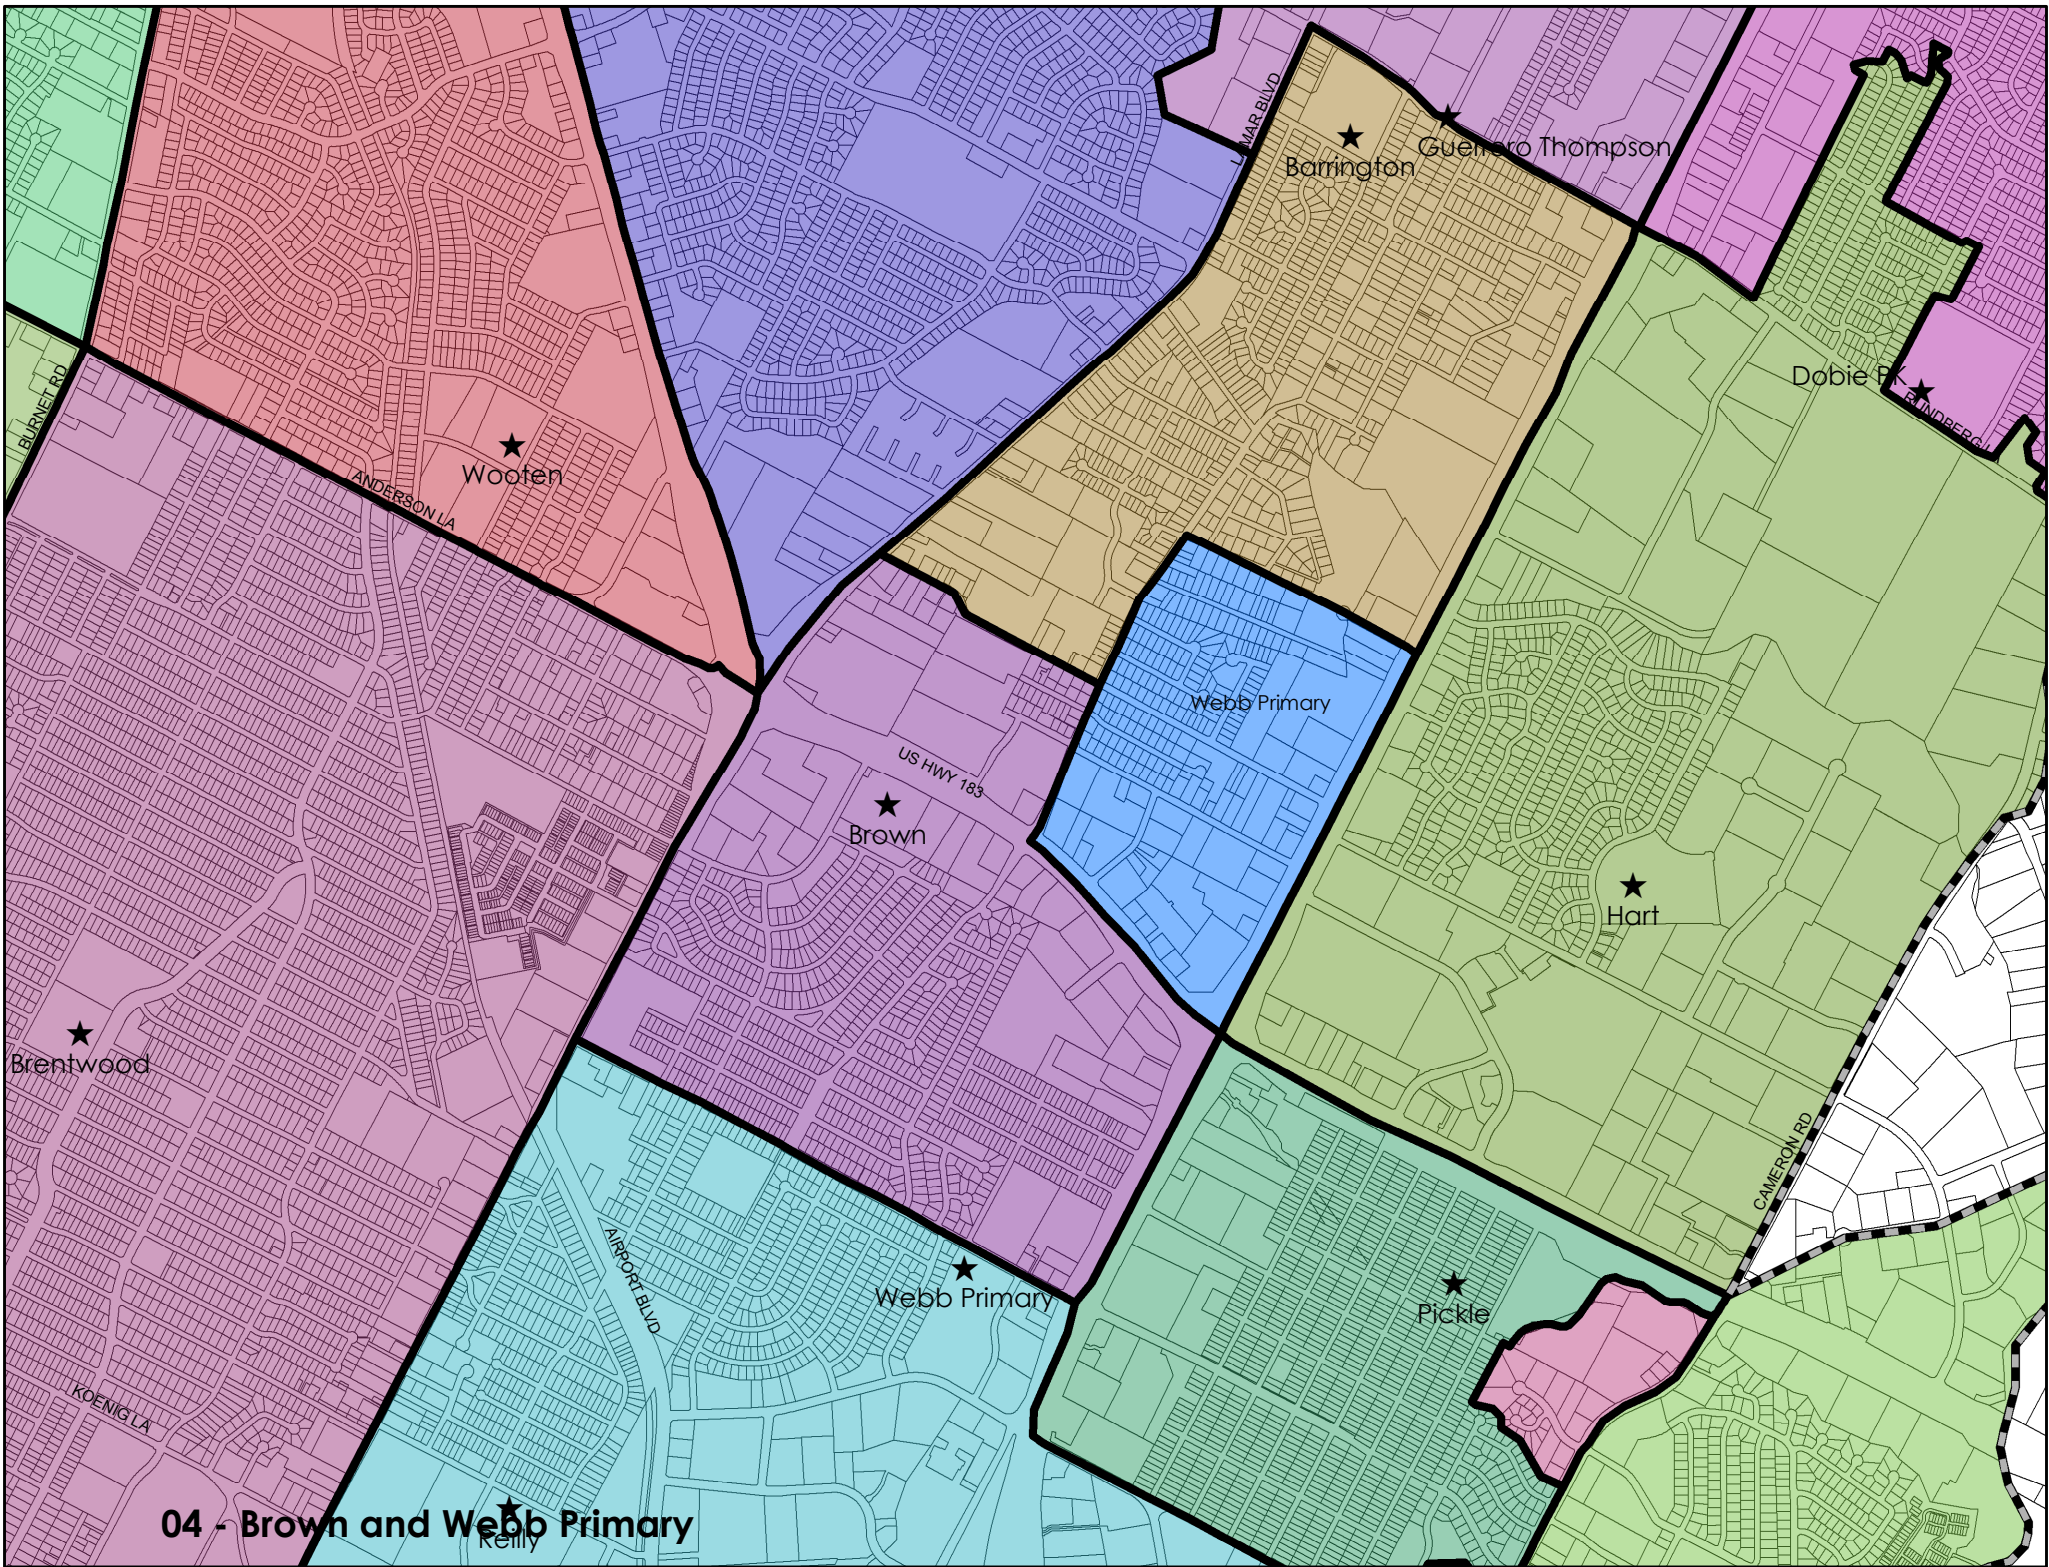 LAMAR BLVD
Barrington
Guerrero Thompson
Dobie PK
RUNDBERG L
BURNET RD
Wooten
ANDERSON LA
Webb Primary
US HWY 183
Brown
Hart
Brentwood
CAMERON RD
AIRPORT BLVD
Webb Primary
Pickle
KOENIG LA
Reilly
04 - Brown and Webb Primary